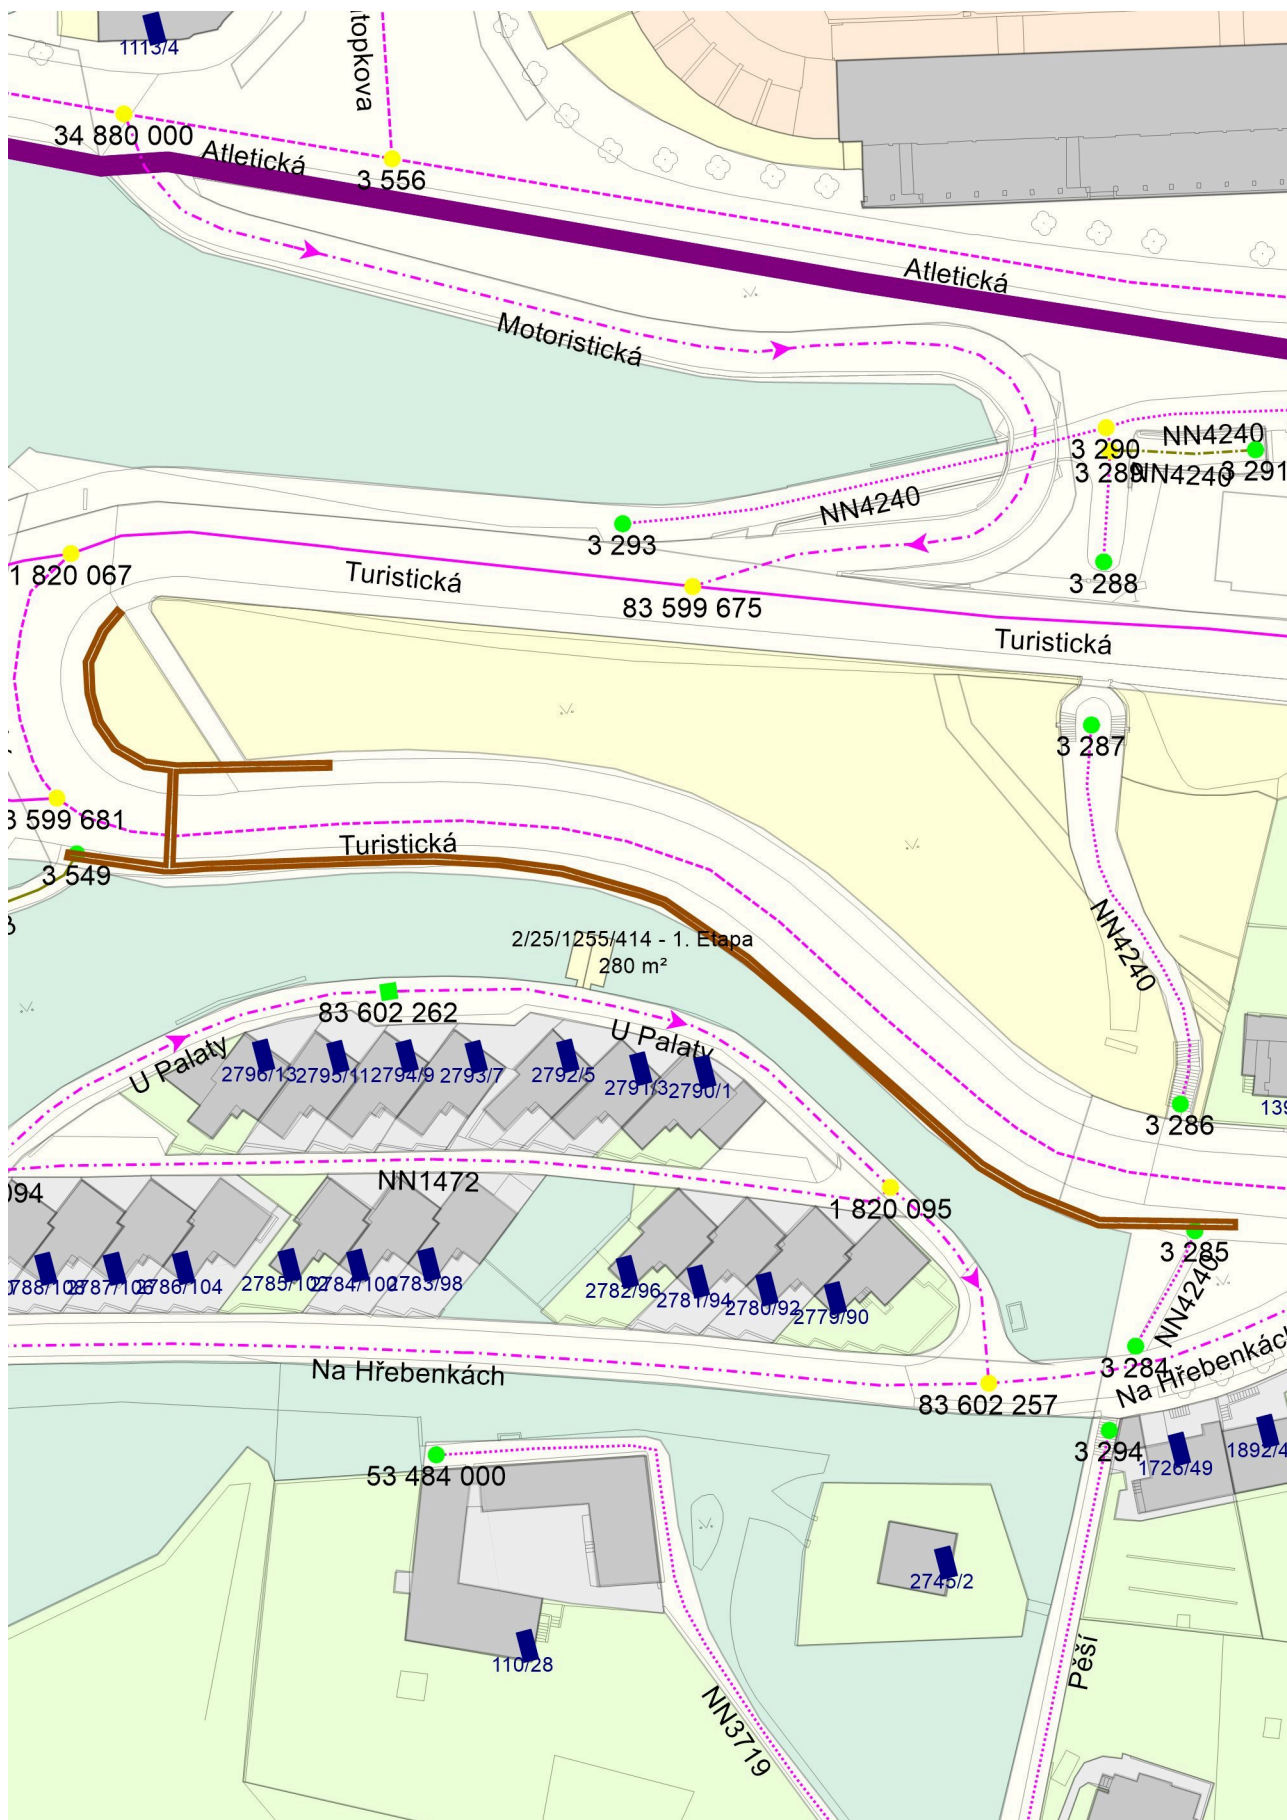 1113/4
34 880 000
topkova
Atletická
3 556
Atletická
Motoristická
3 290
NN4240
3 289
NN4240
3 291
NN4240
3 293
1 820 067
Turistická
3 288
83 599 675
Turistická
3 287
3 599 681
Turistická
3 549
NN4240
2/25/1255/414 - 1. Etapa
280 m²
83 602 262
U Palaty
U Palaty
2796/13
2795/11
2794/9
2793/7
2792/5
2791/3
2790/1
139
3 286
NN1472
094
1 820 095
3 285
2788/108
2787/106
2786/104
2785/102
2784/100
2783/98
2782/96
2781/94
2780/92
2779/90
NN4240
3 284
Na Hřebenkách
Na Hřebenkách
83 602 257
3 294
1726/49
1892/4
53 484 000
2745/2
110/28
Pěší
NN3719